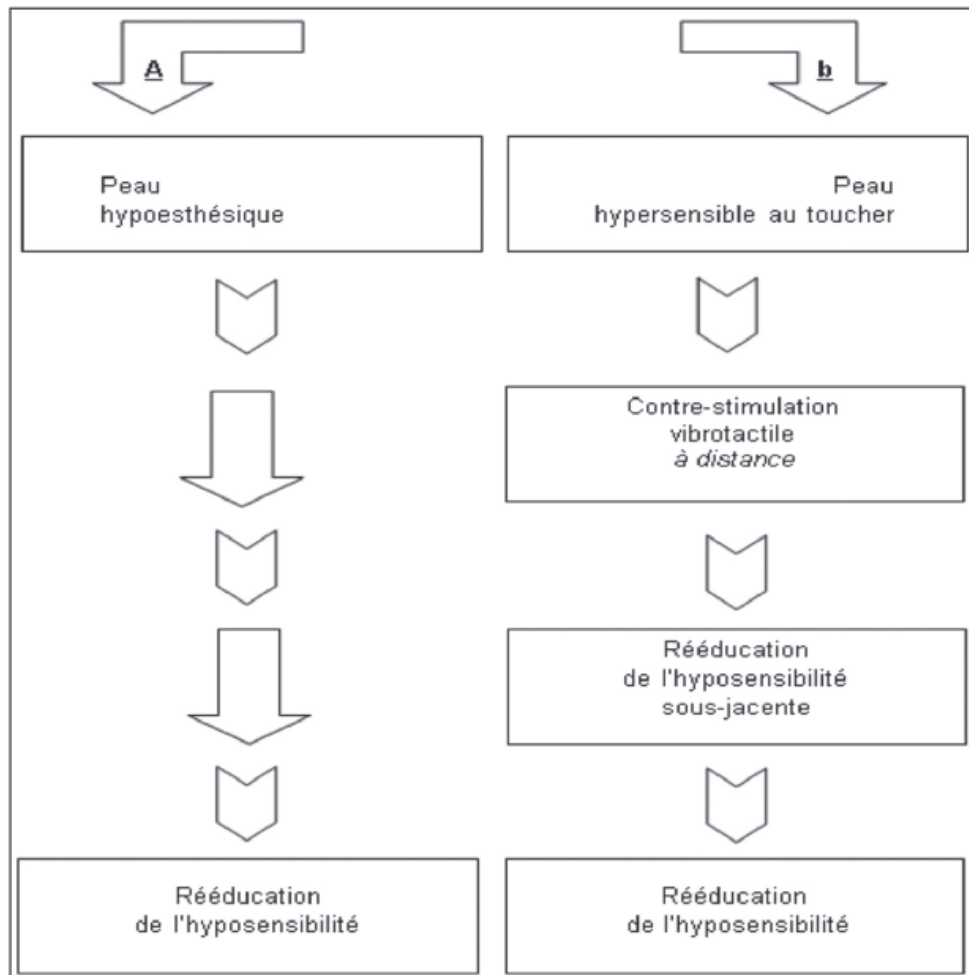 A
b
Peau
hypoesthésique
Peau
hypersensible au toucher
Contre-stimulation
vibrotactile
à distance
Rééducation
de l'hyposensibilité
sous-jacente
Rééducation
de l'hyposensibilité
Rééducation
de l'hyposensibilité